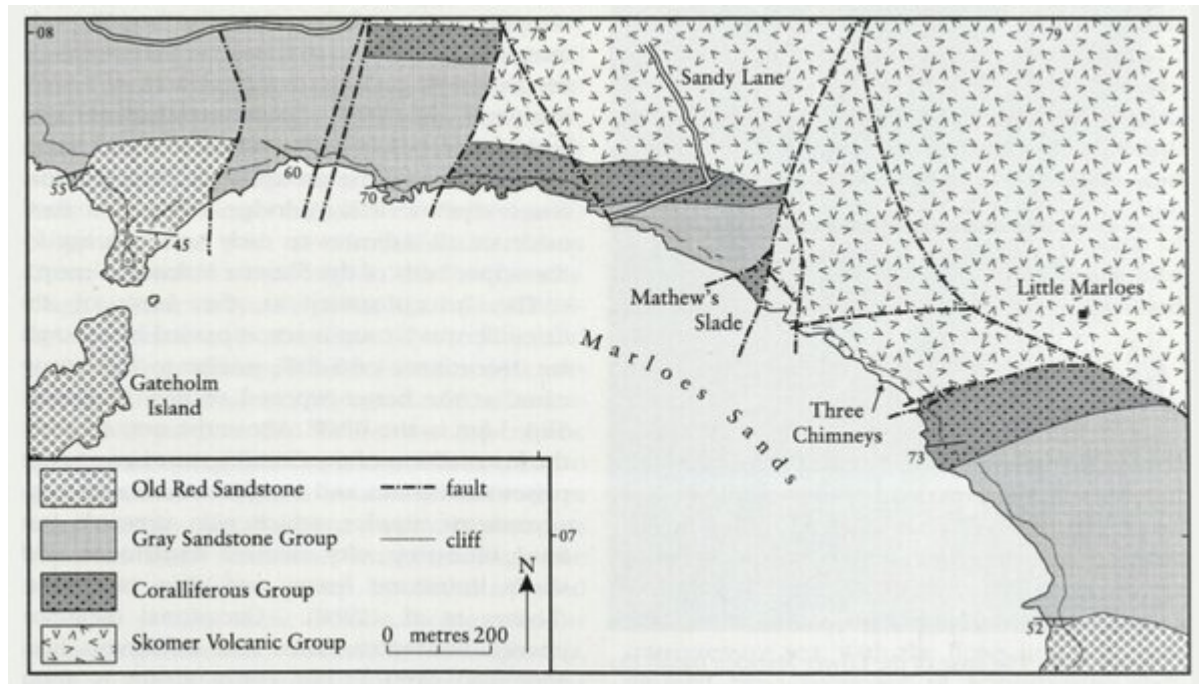 08
78
79
Sandy Lane
60
55
70
45
Mathew's
Slade
Little Marloes
Marloes Sands
Gateholm
Island
Three
Chimneys
73
Old Red Sandstone
fault
Gray Sandstone Group
cliff
07
Coralliferous Group
N
Skomer Volcanic Group
0 metres 200
52